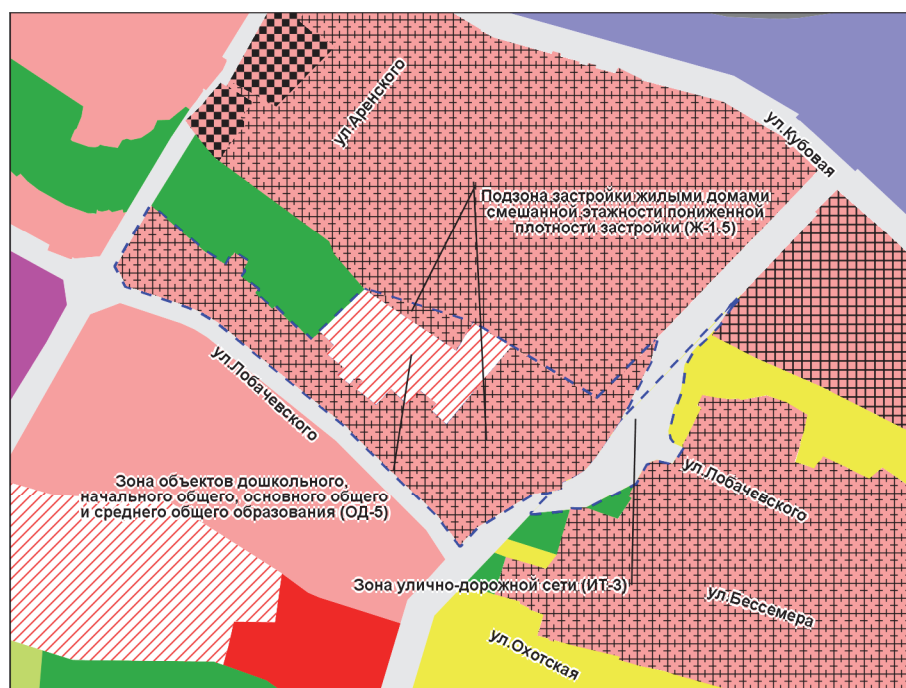 ул.Аренского
ул.Кубовая
Подзона застройки жилыми домами
смешанной этажности пониженной
плотности застройки (Ж-1.5)
ул.Лобачевского
Зона объектов дошкольного,
начального общего, основного общего
и среднего общего образования (ОД-5)
ул.Лобачевского
Зона улично-дорожной сети (ИТ-3)
ул.Бессемера
ул.Охотская